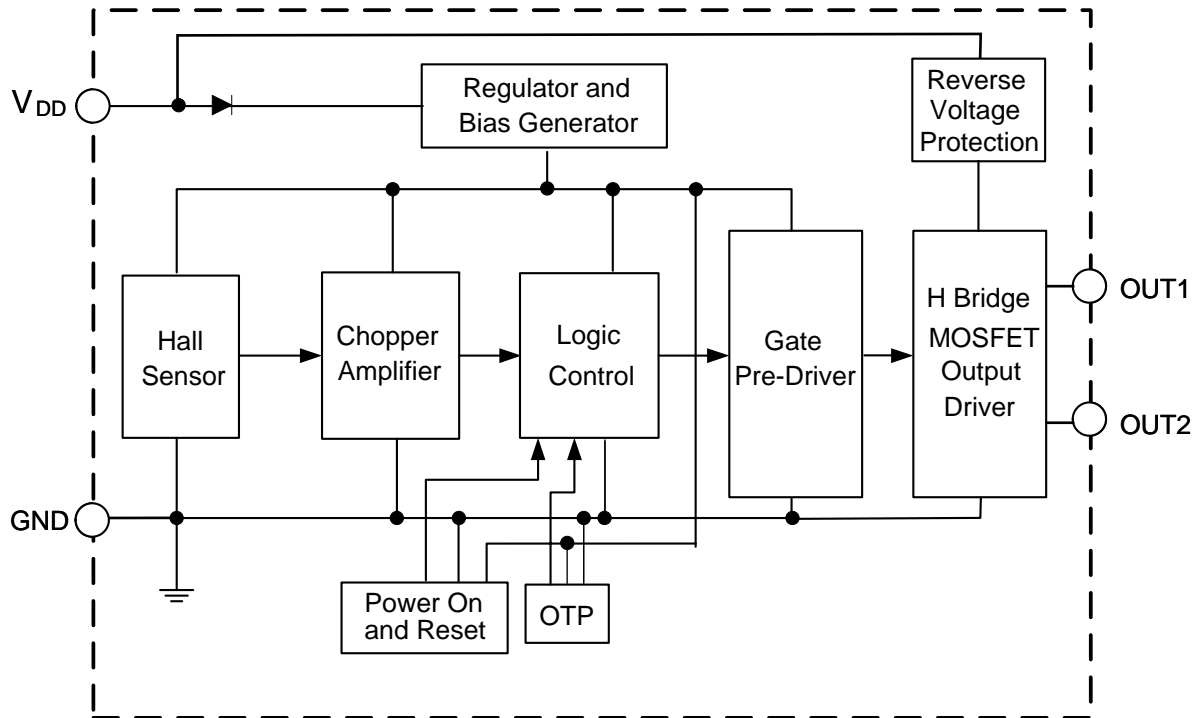 Regulator and
Bias Generator
Reverse
Voltage
Protection
VDD
Hall
Sensor
Chopper
Amplifier
Logic
Control
Gate
Pre-Driver
H Bridge
MOSFET
Output
Driver
OUT1
OUT2
GND
Power On
and Reset
OTP